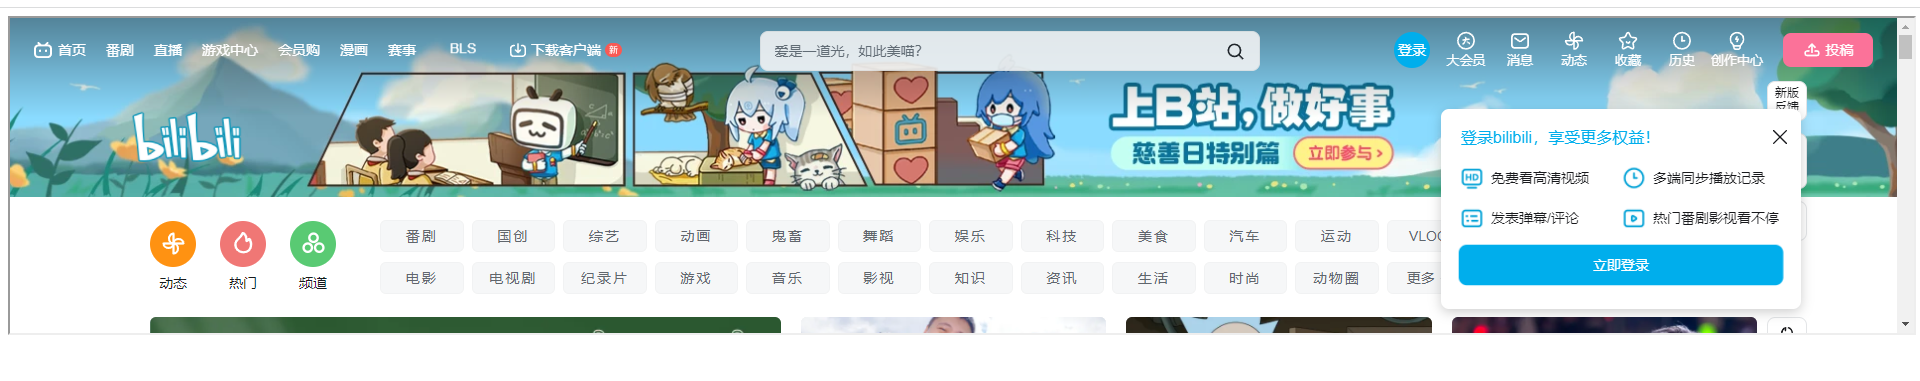 首页 番剧 直播 游戏中心 会员购 漫画 赛事 BLS 下载客户端 新
爱是一道光，如此美喵？
登录 大会员 消息 动态 收藏 历史 创作中心 投稿
新版
反馈
bilibili
上B站，做好事
慈善日特别篇 立即参与 >
登录bilibili，享受更多权益！
HD 免费看高清视频 多端同步播放记录
发表弹幕/评论 热门番剧影视看不停
立即登录
动态 热门 频道
番剧 国创 综艺 动画 鬼畜 舞蹈 娱乐 科技 美食 汽车 运动 VLOG
电影 电视剧 纪录片 游戏 音乐 影视 知识 资讯 生活 时尚 动物圈 更多